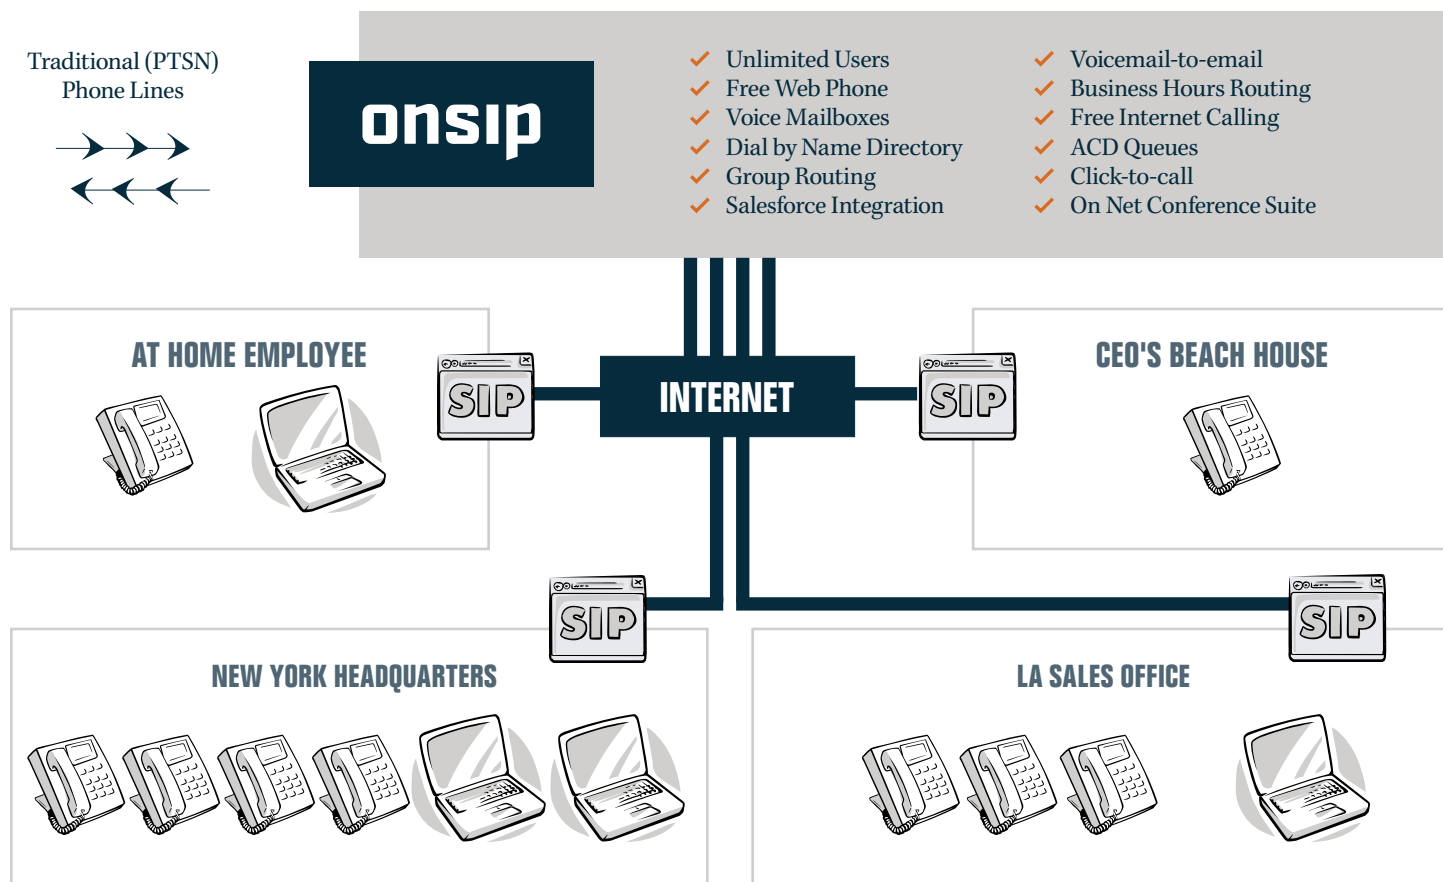 Traditional (PTSN)
Phone Lines
onsip
Unlimited Users
Free Web Phone
Voice Mailboxes
Dial by Name Directory
Group Routing
Salesforce Integration
Voicemail-to-email
Business Hours Routing
Free Internet Calling
ACD Queues
Click-to-call
On Net Conference Suite
AT HOME EMPLOYEE
SIP
INTERNET
SIP
CEO'S BEACH HOUSE
SIP
SIP
NEW YORK HEADQUARTERS
LA SALES OFFICE